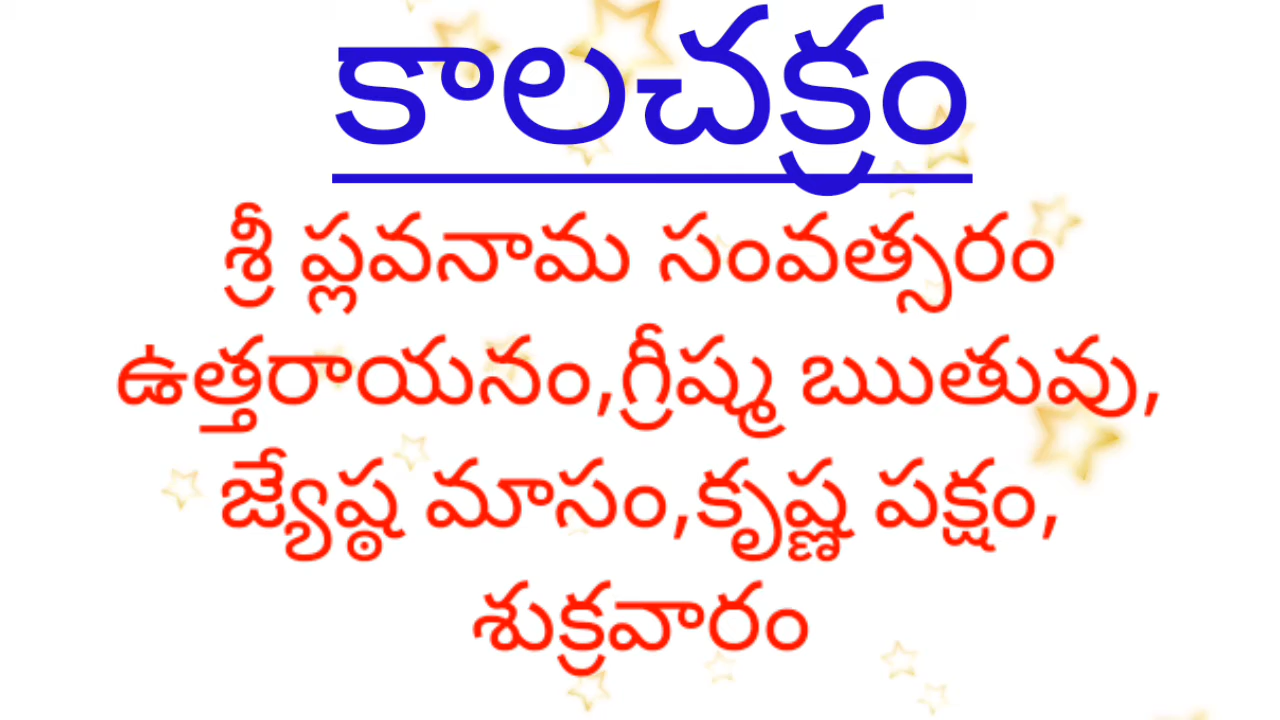 కాలచక్రం
శ్రీ ప్లవనామ సంవత్సరం
ఉత్తరాయనం,గ్రీష్మ ఋతువు,
జ్యేష్ఠ మాసం,కృష్ణ పక్షం,
శుక్రవారం